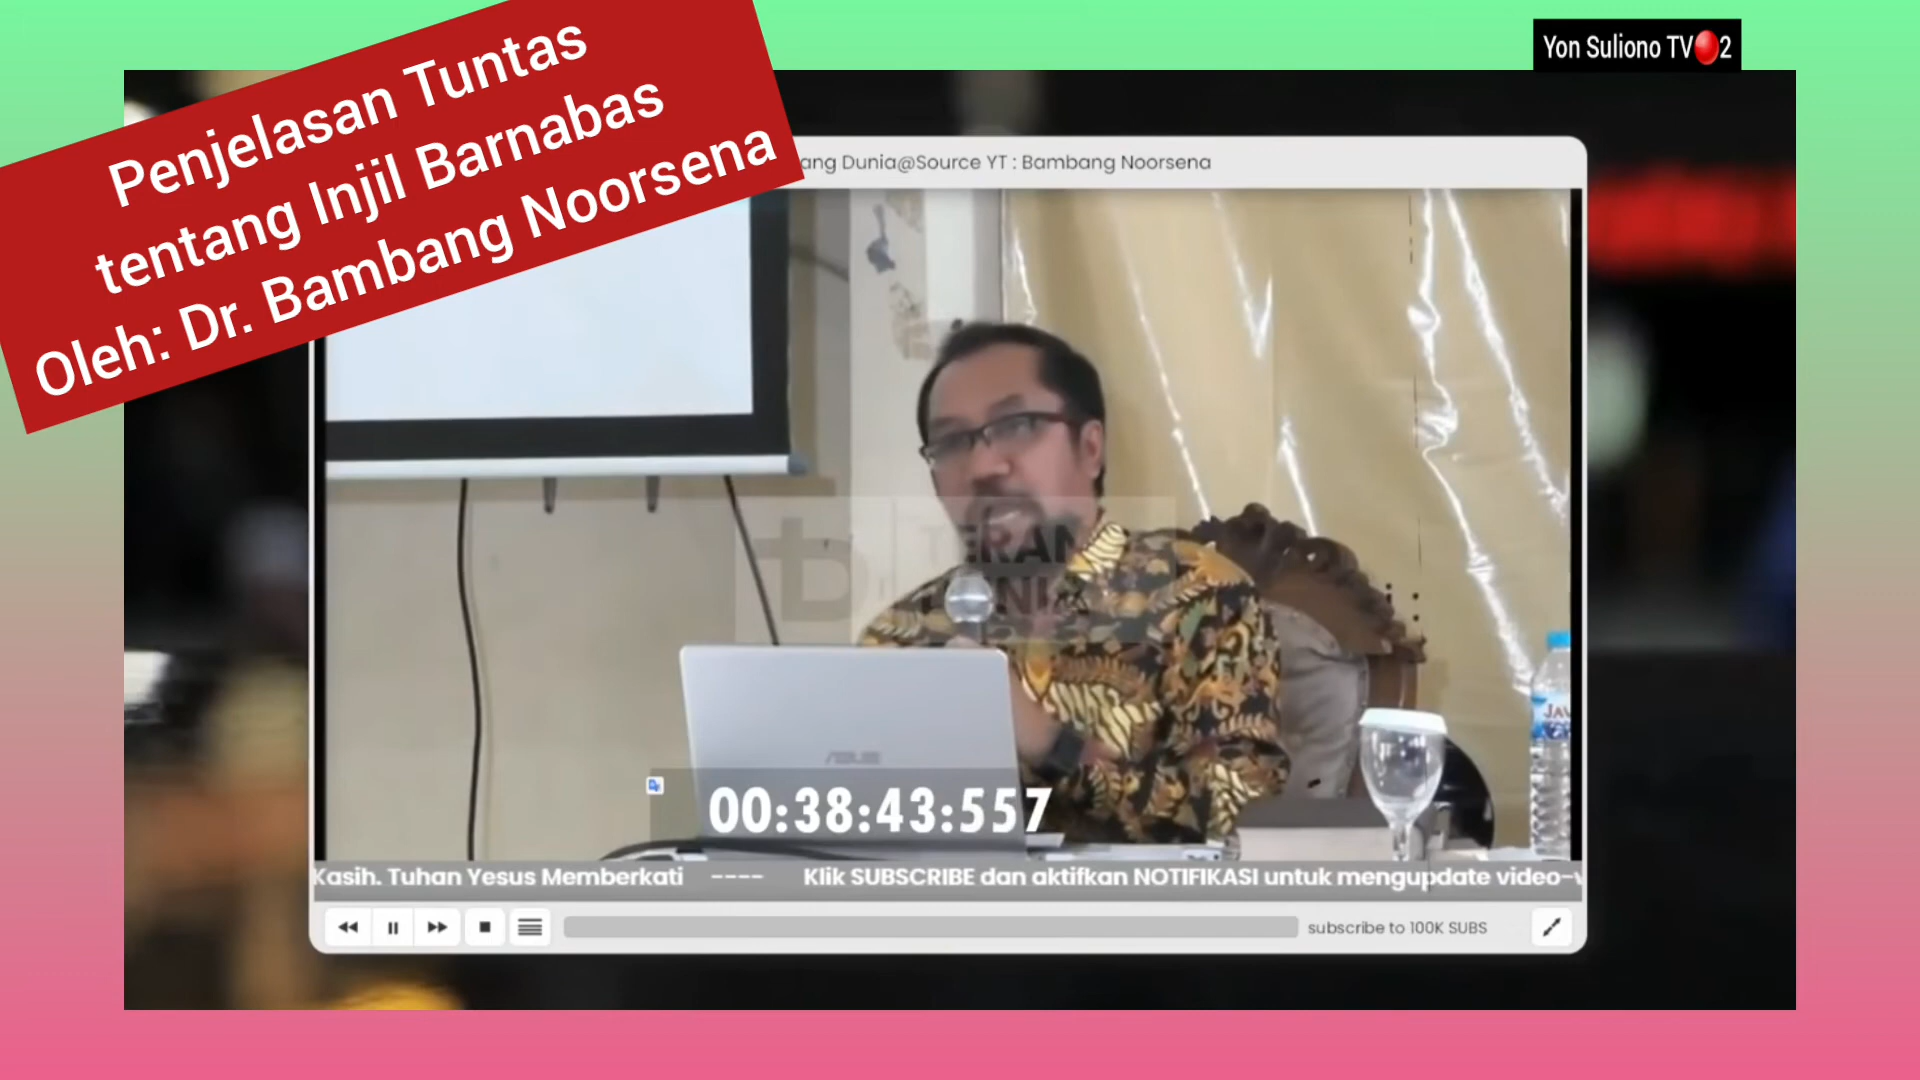 Penjelasan Tuntas
tentang Injil Barnabas
Oleh: Dr. Bambang Noorsena
Yon Suliono TV 2
ang Dunia@Source YT : Bambang Noorsena
TERAN
ASUS
00:38:43:557
Kasih. Tuhan Yesus Memberkati ---- Klik SUBSCRIBE dan aktifkan NOTIFIKASI untuk mengupdate video-v
subscribe to 100K SUBS